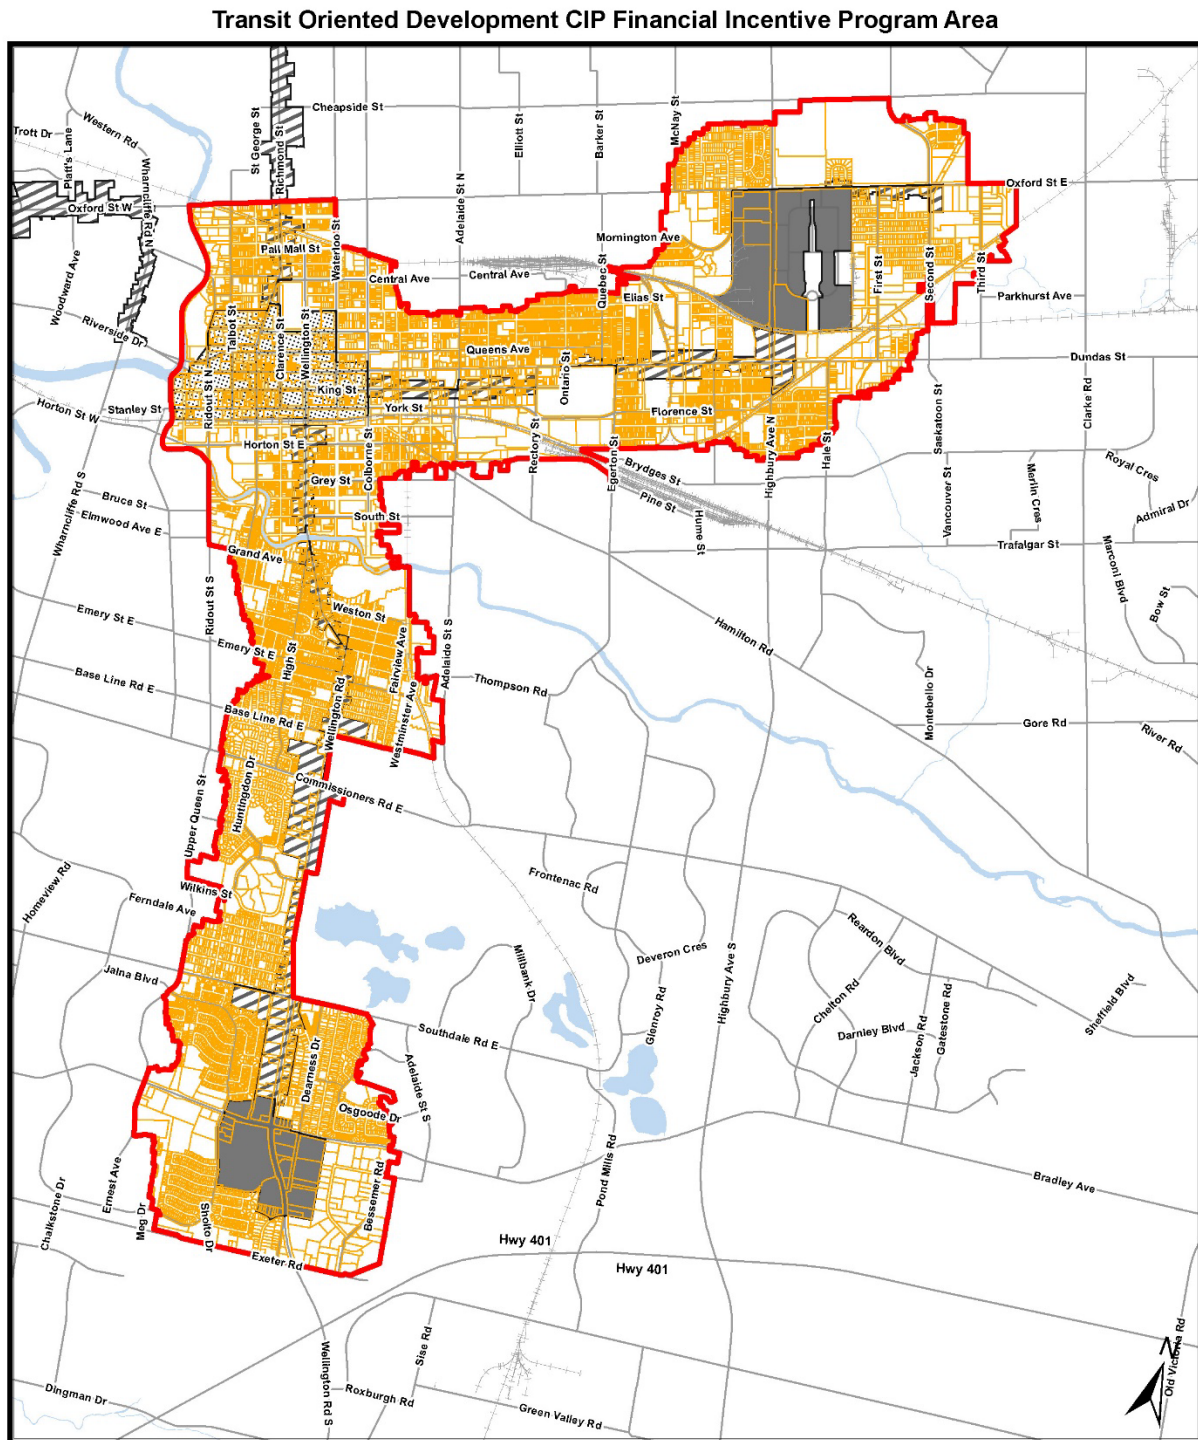 Transit Oriented Development CIP Financial Incentive Program Area
Cheapside St
Trott Dr
Western Rd
Platt's Lane
Wharncliffe Rd N
St George St
Richmond St
Elliott St
Barker St
McNay St
Oxford St W
Oxford St E
Adelaide St N
Waterloo St
Pall Mall St
Mornington Ave
Central Ave
Central Ave
Quebec St
Elias St
First St
Second St
Third St
Parkhurst Ave
Woodward Ave
Riverside Dr
Talbot St
Clarence St
Wellington St
Queens Ave
Ontario St
Dundas St
King St
Ridout St N
Stanley St
Horton St W
York St
Florence St
Highbury Ave N
Hale St
Saskatoon St
Clarke Rd
Horton St E
Colborne St
Rectory St
Egerton St
Brydges St
Royal Cres
Grey St
Pine St
Merlin Cres
Admiral Dr
Wharncliffe Rd S
Bruce St
Elmwood Ave E
South St
Hume St
Vancouver St
Trafalgar St
Grand Ave
Marconi Blvd
Bow St
Ridout St S
Emery St E
Weston St
Emery St E
High St
Fairview Ave
Adelaide St S
Hamilton Rd
Base Line Rd E
Thompson Rd
Montebello Dr
Base Line Rd E
Wellington Rd
Westminster Ave
Gore Rd
River Rd
Huntingdon Dr
Commissioners Rd E
Upper Queen St
Homeview Rd
Wilkins St
Ferndale Ave
Frontenac Rd
Reardon Blvd
Deveron Cres
Millbank Dr
Highbury Ave S
Jalna Blvd
Chelton Rd
Sheffield Blvd
Glenroy Rd
Southdale Rd E
Darnley Blvd
Jackson Rd
Gatestone Rd
Dearness Dr
Adelaide St S
Osgoode Dr
Pond Mills Rd
Bradley Ave
Ernest Ave
Chalkstone Dr
Meg Dr
Sholto Dr
Bessemer Rd
Exeter Rd
Hwy 401
Hwy 401
Sise Rd
Wellington Rd S
Roxburgh Rd
Dingman Dr
Green Valley Rd
Old Victoria Rd
N